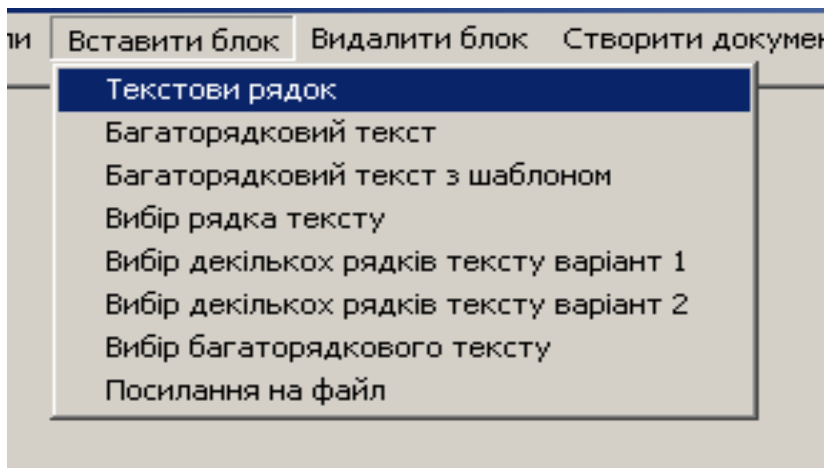 ли Вставити блок Видалити блок Створити докумен
Текстови рядок
Багаторядковий текст
Багаторядковий текст з шаблоном
Вибір рядка тексту
Вибір декількох рядків тексту варіант 1
Вибір декількох рядків тексту варіант 2
Вибір багаторядкового тексту
Посилання на файл